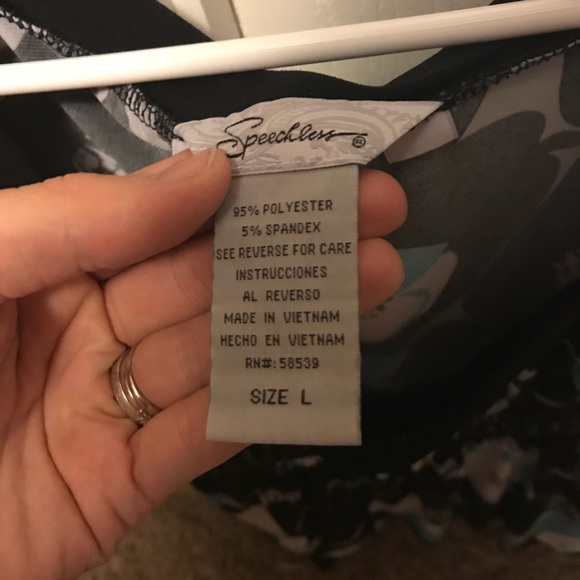 Speechless ®
95% POLYESTER
5% SPANDEX
SEE REVERSE FOR CARE
INSTRUCCIONES
AL REVERSO
MADE IN VIETNAM
HECHO EN VIETNAM
RN#:58539
SIZE L